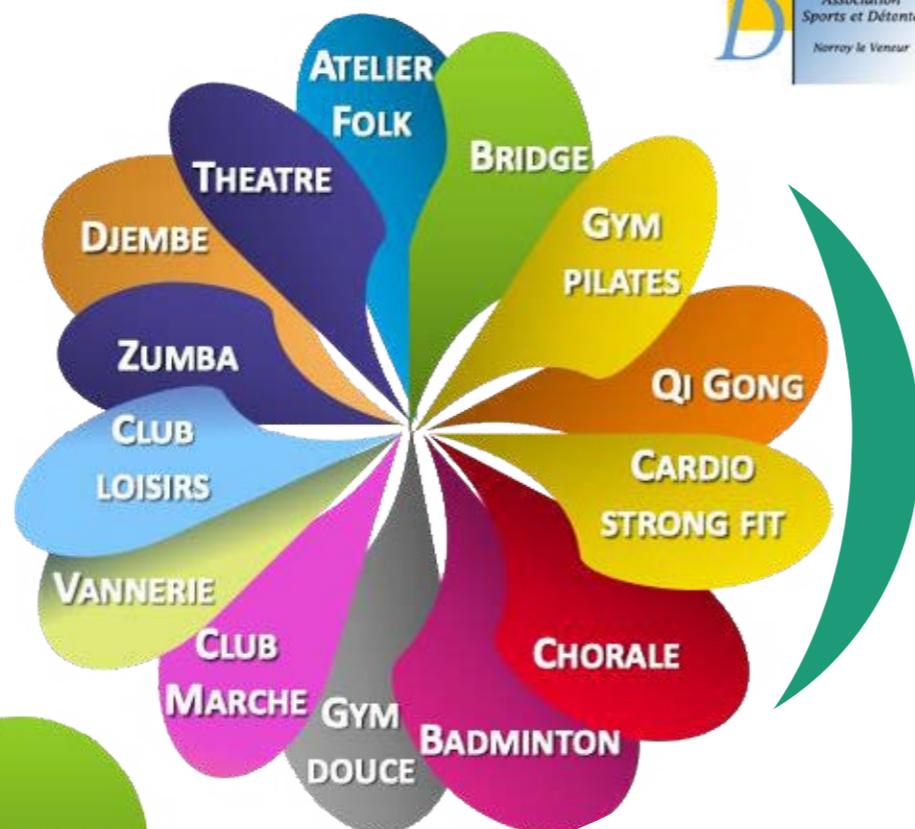 Association
Sports et Détente
Norroy le Veneur
D
ATELIER
FOLK
BRIDGE
GYM
PILATES
QI GONG
CARDIO
STRONG FIT
CHORALE
BADMINTON
GYM
DOUCE
CLUB
MARCHE
VANNERIE
CLUB
LOISIRS
ZUMBA
DJEMBE
THEATRE